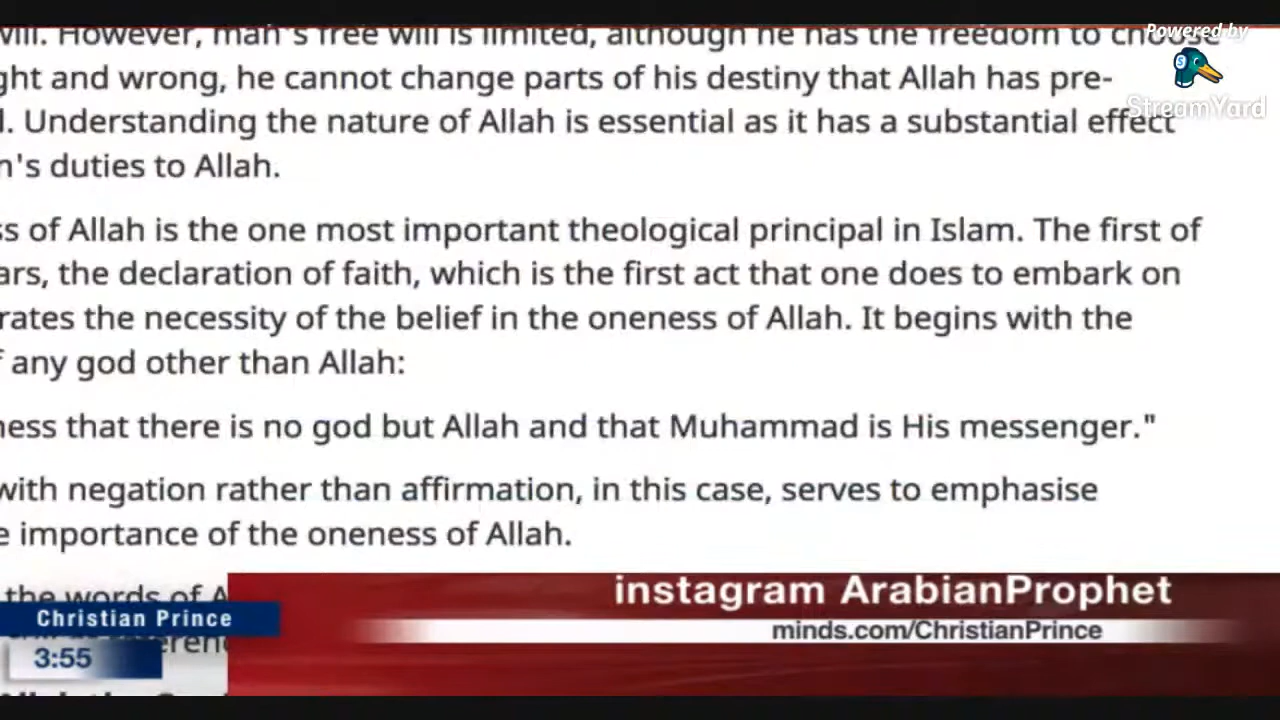 will. However, man's free will is limited, although he has the freedom to choose
ght and wrong, he cannot change parts of his destiny that Allah has pre-
Understanding the nature of Allah is essential as it has a substantial effect
n's duties to Allah.
of Allah is the one most important theological principal in Islam. The first of
ars, the declaration of faith, which is the first act that one does to embark on
rates the necessity of the belief in the oneness of Allah. It begins with the
any god other than Allah:
ness that there is no god but Allah and that Muhammad is His messenger."
with negation rather than affirmation, in this case, serves to emphasise
e importance of the oneness of Allah.
the words of A
Powered by
StreamYard
instagram ArabianProphet
minds.com/ChristianPrince
Christian Prince
3:55